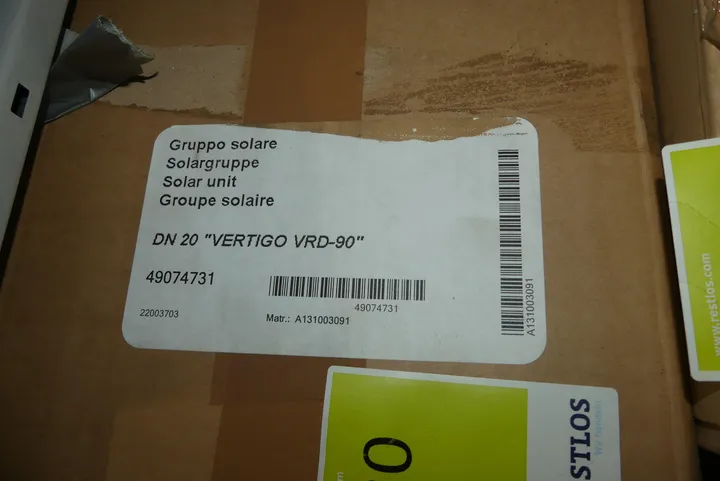 Gruppo solare
Solargruppe
Solar unit
Groupe solaire
DN 20 "VERTIGO VRD-90"
49074731
49074731
22003703
Matr.: A131003091
A131003091
www.restlos.com
STLOS